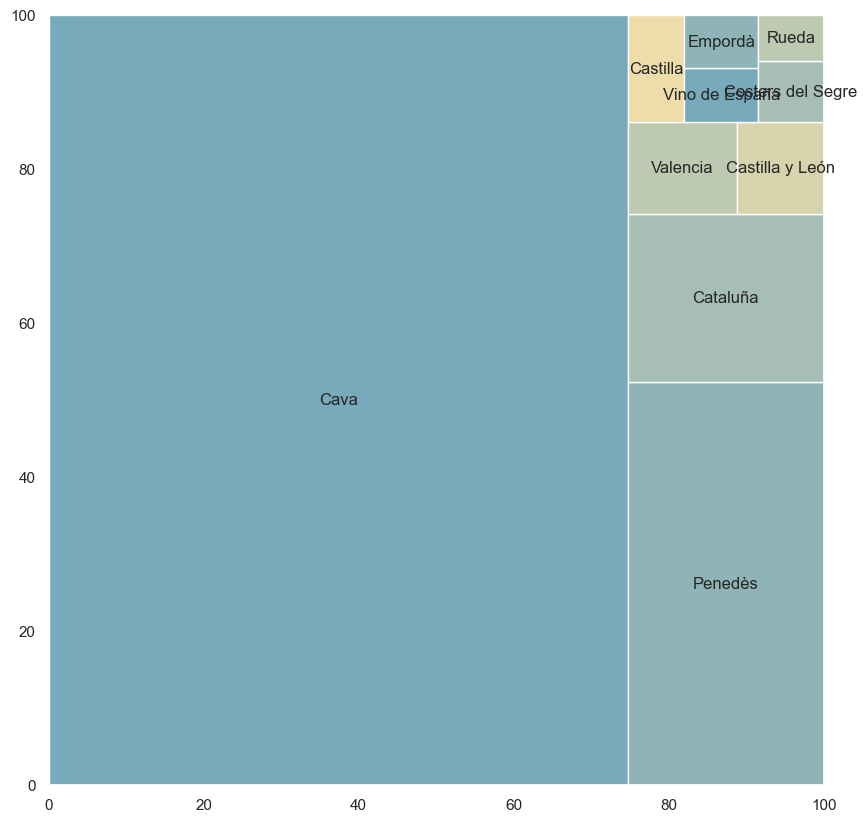 100
80
60
40
20
0
0 20 40 60 80 100
Cava
Castilla
Empordà
Rueda
Vino de España
Costers del Segre
Valencia
Castilla y León
Cataluña
Penedès